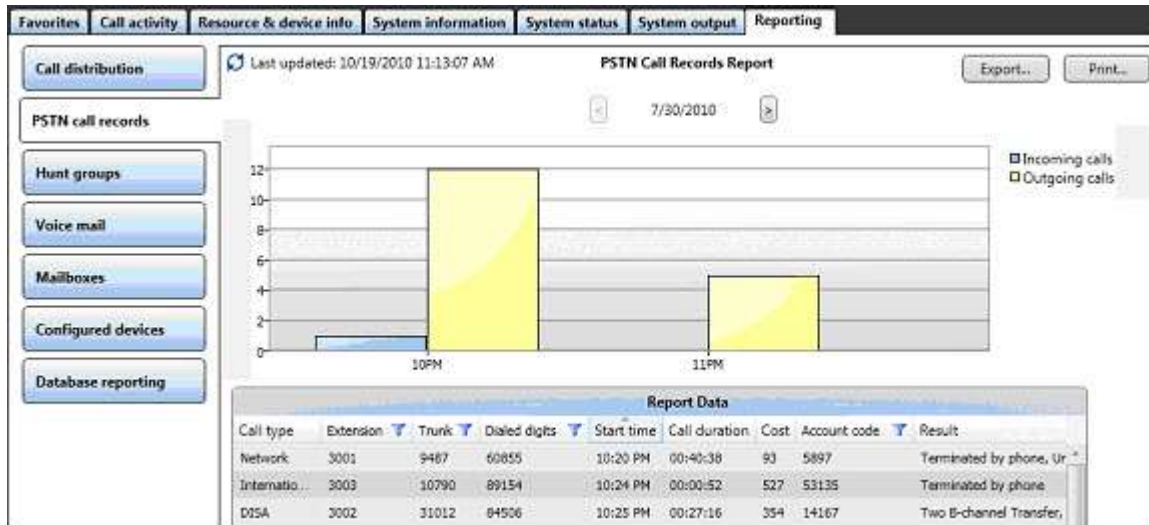 Favorites Call activity Resource & device info System information System status System output Reporting
Call distribution
PSTN call records
Hunt groups
Voice mail
Mailboxes
Configured devices
Database reporting
Last updated: 10/19/2010 11:13:07 AM
PSTN Call Records Report
Export... Print...
< 7/30/2010 >
Incoming calls
Outgoing calls
12
10
8
6
4
2
0
10PM 11PM
Report Data
Call type Extension Trunk Dialed digits Start time Call duration Cost Account code Result
Network 3001 9487 60855 10:20 PM 00:40:38 93 5897 Terminated by phone, Ur
Internatio... 3003 10790 89154 10:24 PM 00:00:52 527 53135 Terminated by phone
DISA 3002 31012 84506 10:25 PM 00:27:16 354 14167 Two B-channel Transfer,